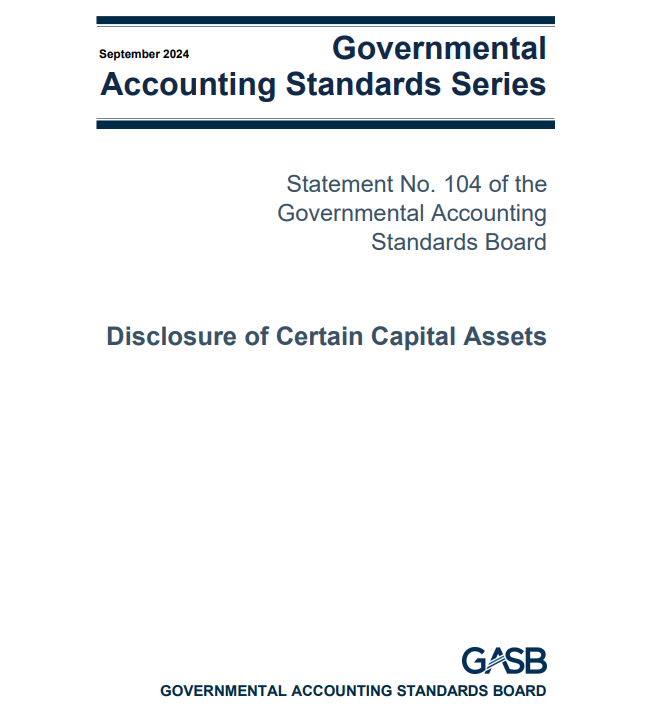 Governmental
September 2024
Accounting Standards Series
Statement No. 104 of the
Governmental Accounting
Standards Board
Disclosure of Certain Capital Assets
GASB
GOVERNMENTAL ACCOUNTING STANDARDS BOARD